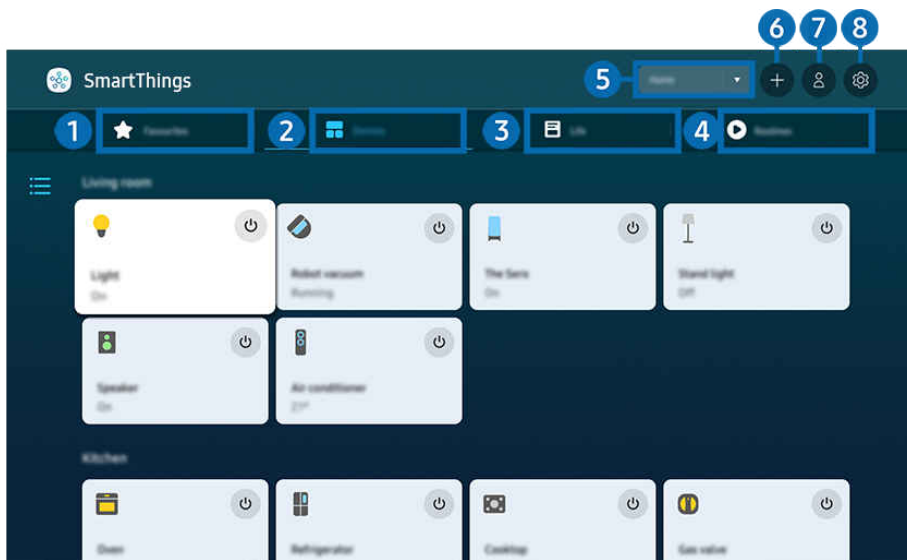 6 7 8
SmartThings
5 Home
1 Favourites 2 Devices 3 Life 4 Routines
Living room
Light
On
Robot vacuum
Running
The Sero
On
Stand light
Off
Speaker
On
Air conditioner
Kitchen
Oven
Refrigerator
Cooktop
Gas valve